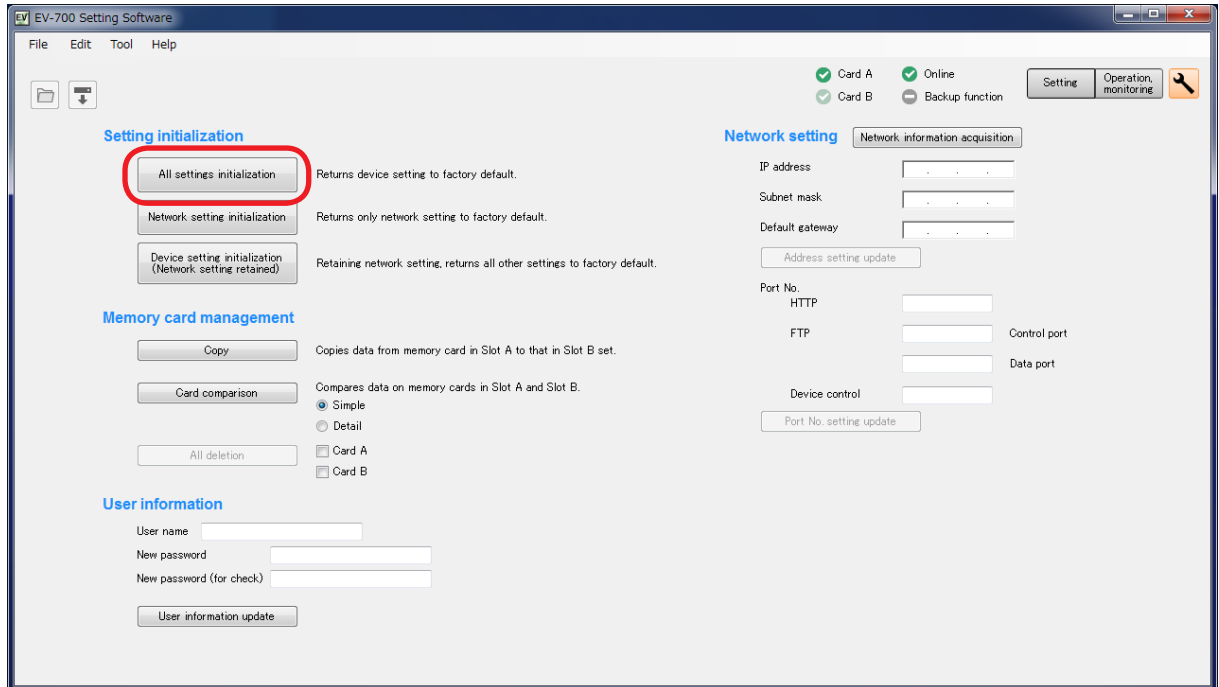 EV EV-700 Setting Software
File Edit Tool Help
Card A Online
Card B Backup function
Setting
Operation,
monitoring
Setting initialization
All settings initialization Returns device setting to factory default.
Network setting initialization Returns only network setting to factory default.
Device setting initialization
(Network setting retained)
Retaining network setting, returns all other settings to factory default.
Memory card management
Copy Copies data from memory card in Slot A to that in Slot B set.
Card comparison Compares data on memory cards in Slot A and Slot B.
Simple
Detail
All deletion Card A
Card B
User information
User name
New password
New password (for check)
User information update
Network setting Network information acquisition
IP address . . .
Subnet mask . . .
Default gateway . . .
Address setting update
Port No.
HTTP
FTP Control port
Data port
Device control
Port No. setting update